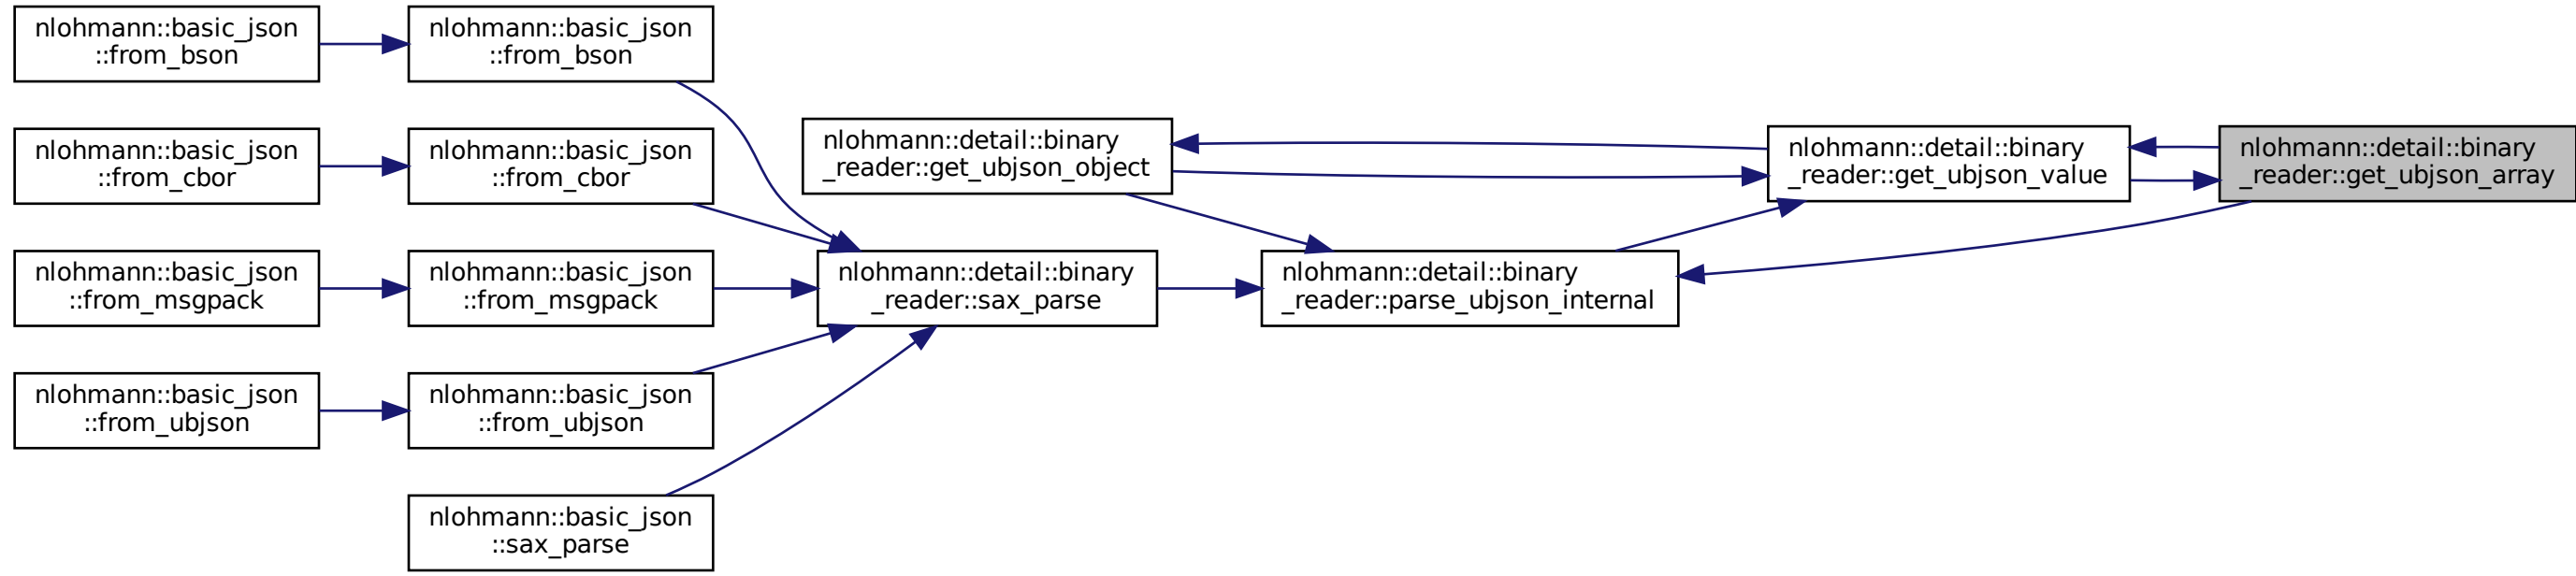 nlohmann::basic_json
::from_bson
nlohmann::basic_json
::from_bson
nlohmann::basic_json
::from_cbor
nlohmann::basic_json
::from_cbor
nlohmann::basic_json
::from_msgpack
nlohmann::basic_json
::from_msgpack
nlohmann::basic_json
::from_ubjson
nlohmann::basic_json
::from_ubjson
nlohmann::basic_json
::sax_parse
nlohmann::detail::binary
_reader::get_ubjson_object
nlohmann::detail::binary
_reader::sax_parse
nlohmann::detail::binary
_reader::parse_ubjson_internal
nlohmann::detail::binary
_reader::get_ubjson_value
nlohmann::detail::binary
_reader::get_ubjson_array